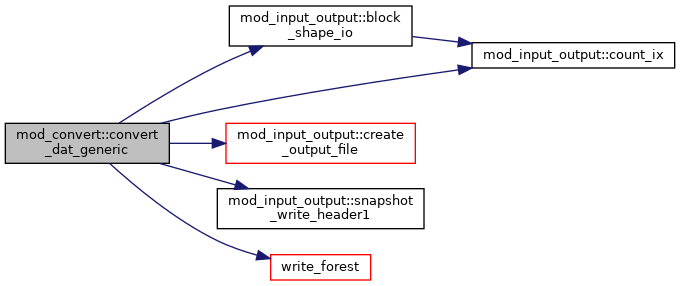 mod_input_output::block
_shape_io
mod_input_output::count_ix
mod_convert::convert
_dat_generic
mod_input_output::create
_output_file
mod_input_output::snapshot
_write_header1
write_forest